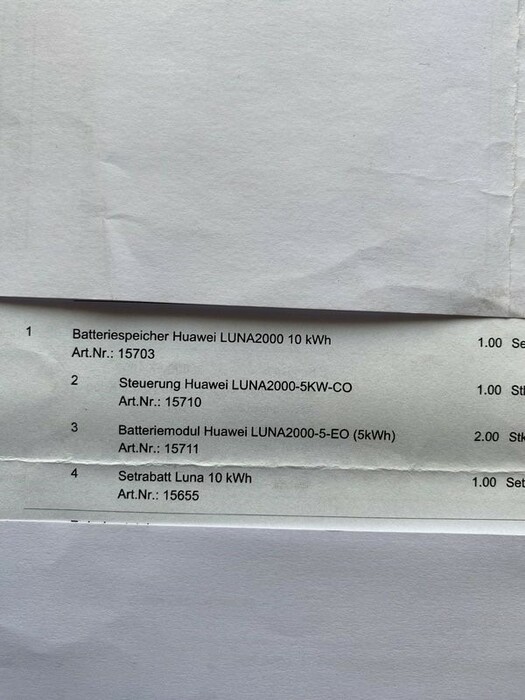 1 Batteriespeicher Huawei LUNA2000 10 kWh 1.00 Se
Art.Nr.: 15703
2 Steuerung Huawei LUNA2000-5KW-CO 1.00 Stk
Art.Nr.: 15710
3 Batteriemodul Huawei LUNA2000-5-EO (5kWh) 2.00 Stk
Art.Nr.: 15711
4 Setrabatt Luna 10 kWh 1.00 Set
Art.Nr.: 15655